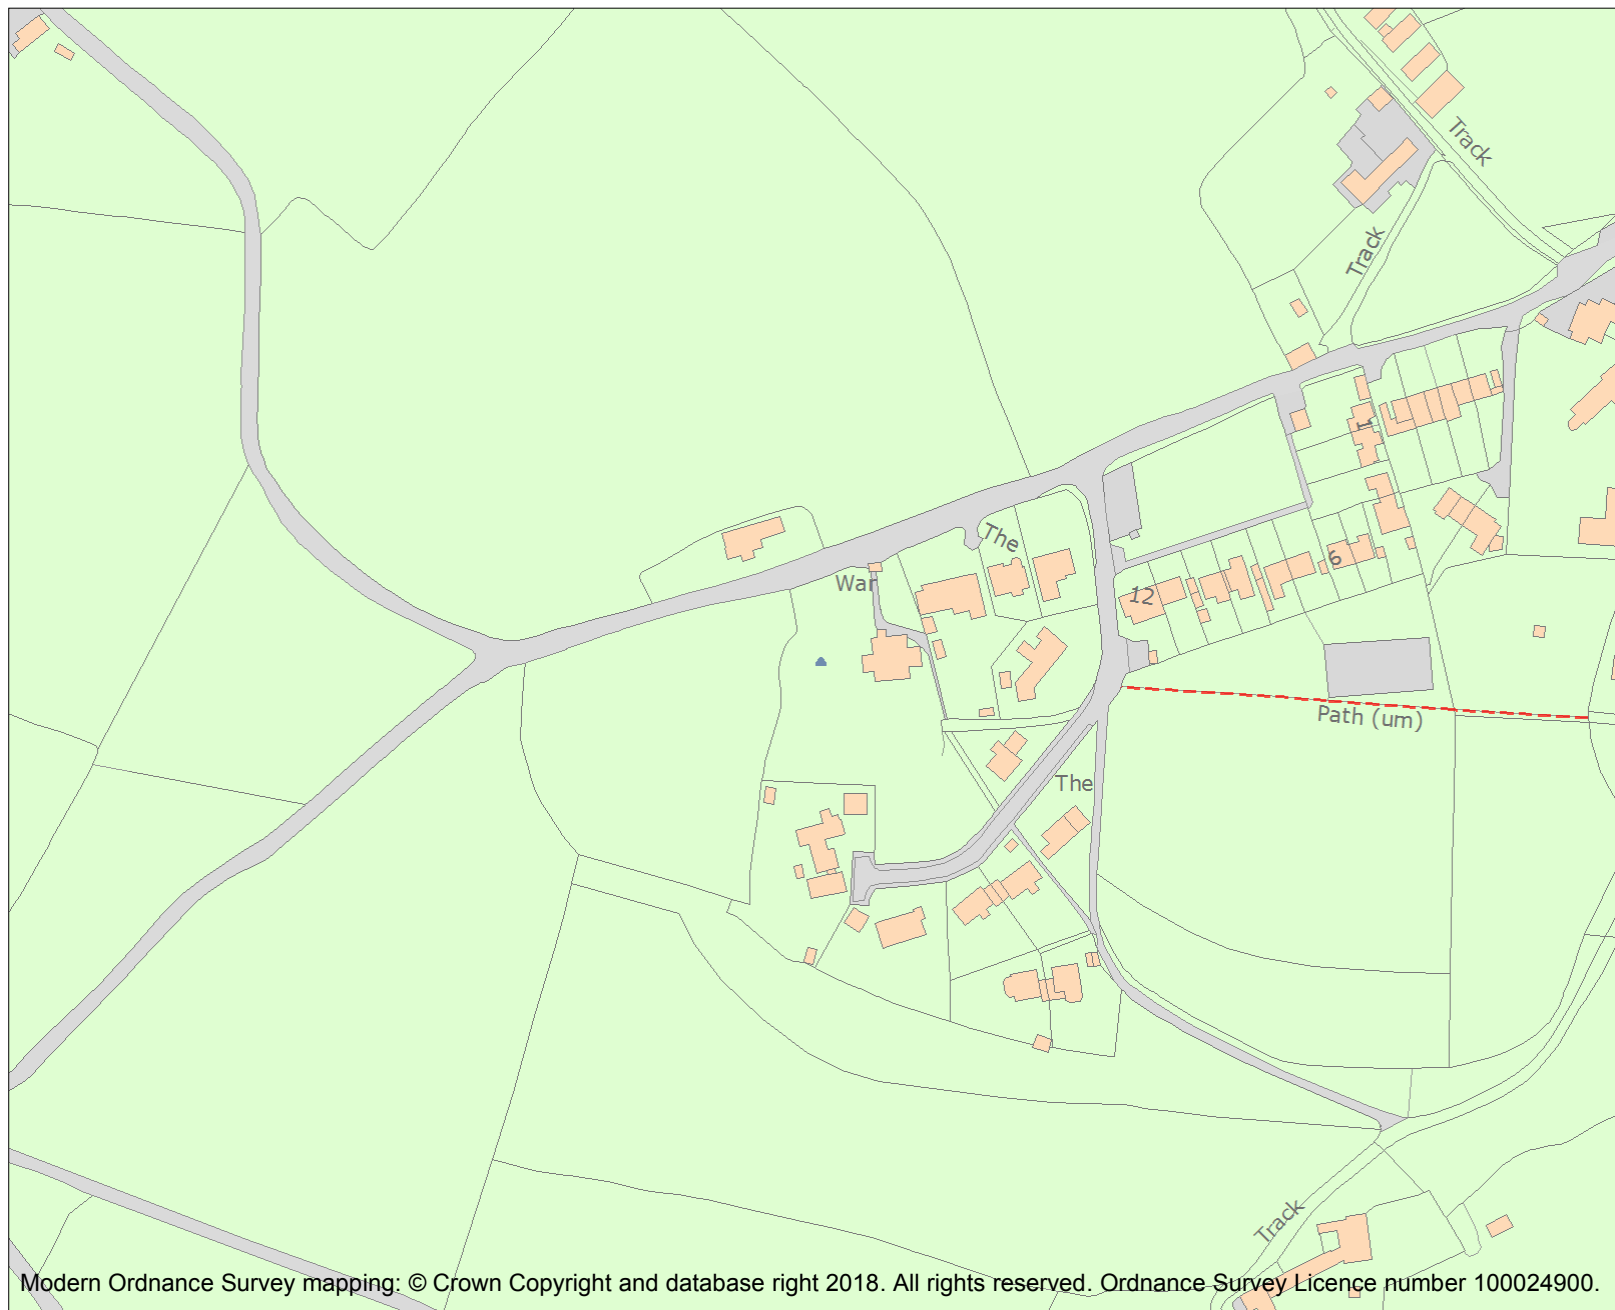 Track
Track
1
The
6
War
12
Path (um)
The
Track
Modern Ordnance Survey mapping: © Crown Copyright and database right 2018. All rights reserved. Ordnance Survey Licence number 100024900.